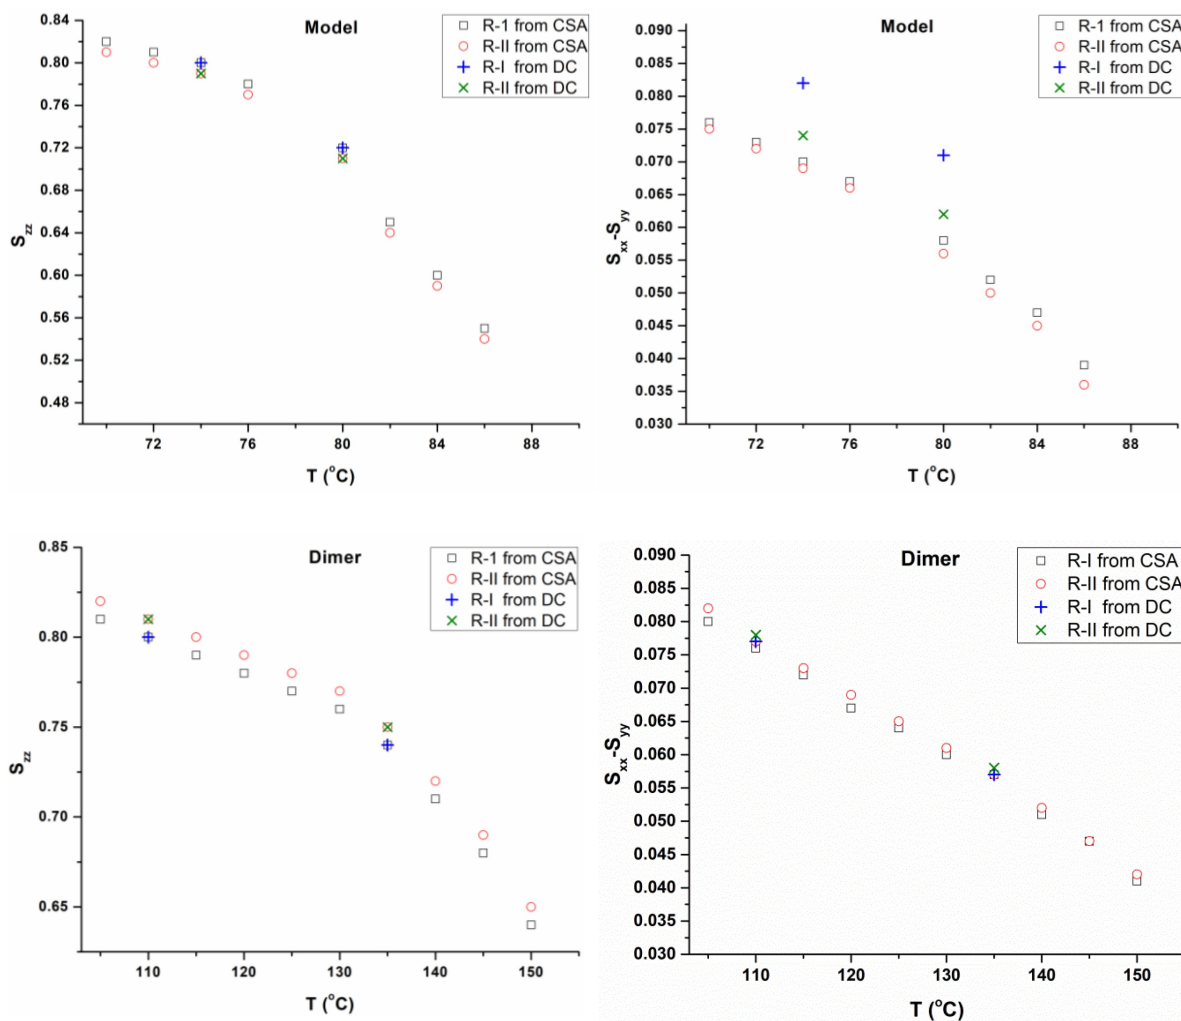 Model
R-1 from CSA
R-II from CSA
R-I from DC
R-II from DC
0.84
0.80
0.76
0.72
0.68
0.64
0.60
0.56
0.52
0.48
Szz
72
76
80
84
88
T (°C)
Model
R-1 from CSA
R-II from CSA
R-I from DC
R-II from DC
0.090
0.085
0.080
0.075
0.070
0.065
0.060
0.055
0.050
0.045
0.040
0.035
0.030
Sxx-Syy
72
76
80
84
88
T (°C)
Dimer
R-1 from CSA
R-II from CSA
R-I from DC
R-II from DC
0.85
0.80
0.75
0.70
0.65
Szz
110
120
130
140
150
T (°C)
Dimer
R-I from CSA
R-II from CSA
R-I from DC
R-II from DC
0.090
0.085
0.080
0.075
0.070
0.065
0.060
0.055
0.050
0.045
0.040
0.035
0.030
Sxx-Syy
110
120
130
140
150
T (°C)